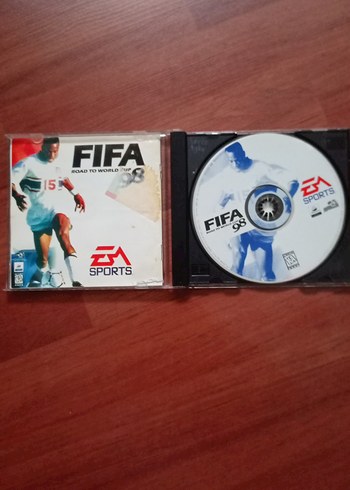 FIFA
ROAD TO WORLD CUP
98
15
EA
SPORTS
FIFA
98
EA
SPORTS